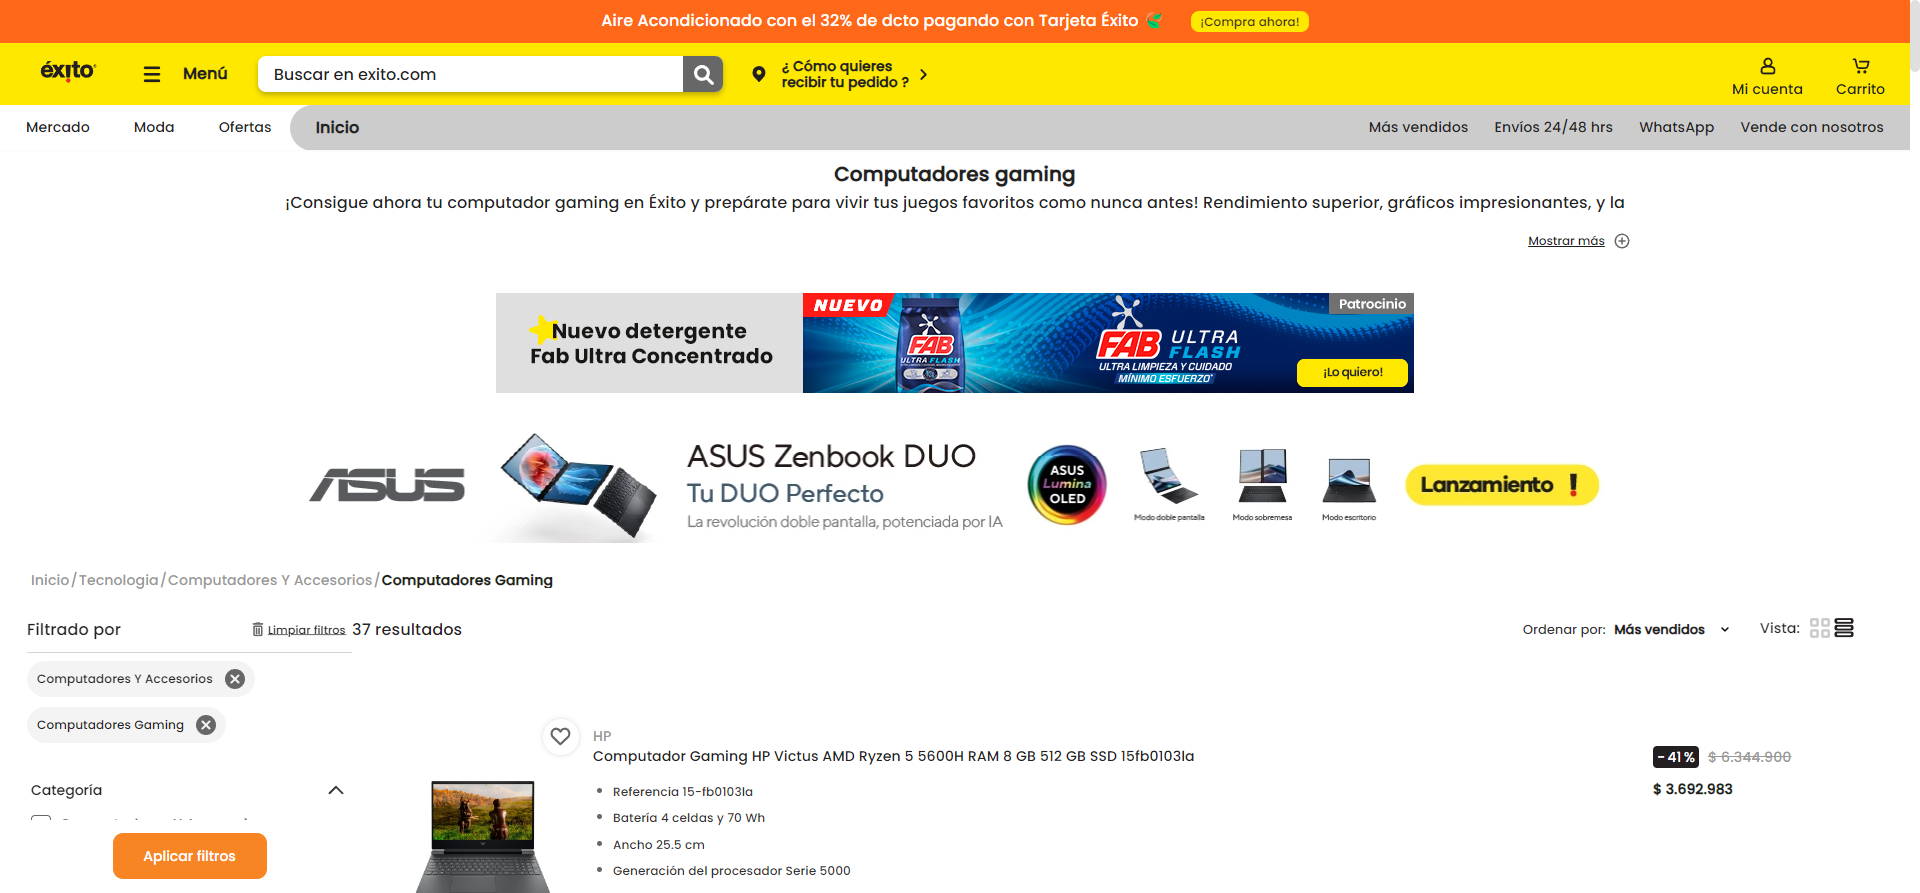 Aire Acondicionado con el 32% de dcto pagando con Tarjeta Éxito
¡Compra ahora!
éxito
Menú
Buscar en exito.com
¿ Cómo quieres
recibir tu pedido ?
Mi cuenta
Carrito
Mercado
Moda
Ofertas
Inicio
Más vendidos
Envíos 24/48 hrs
WhatsApp
Vende con nosotros
Computadores gaming
¡Consigue ahora tu computador gaming en Éxito y prepárate para vivir tus juegos favoritos como nunca antes! Rendimiento superior, gráficos impresionantes, y la
Mostrar más
Nuevo detergente
Fab Ultra Concentrado
NUEVO
FAB
ULTRA FLASH
FAB ULTRA
FLASH
ULTRA LIMPIEZA Y CUIDADO
MÍNIMO ESFUERZO*
Patrocinio
¡Lo quiero!
ASUS
ASUS Zenbook DUO
Tu DUO Perfecto
La revolución doble pantalla, potenciada por IA
ASUS
Lumina
OLED
Modo doble pantalla
Modo sobremesa
Modo escritorio
Lanzamiento !
Inicio/Tecnologia/Computadores Y Accesorios/Computadores Gaming
Filtrado por
Limpiar filtros
37 resultados
Ordenar por: Más vendidos
Vista:
Computadores Y Accesorios
Computadores Gaming
Categoría
Aplicar filtros
HP
Computador Gaming HP Victus AMD Ryzen 5 5600H RAM 8 GB 512 GB SSD 15fb0103la
Referencia 15-fb0103la
Batería 4 celdas y 70 Wh
Ancho 25.5 cm
Generación del procesador Serie 5000
- 41 %
$ 6.344.900
$ 3.692.983